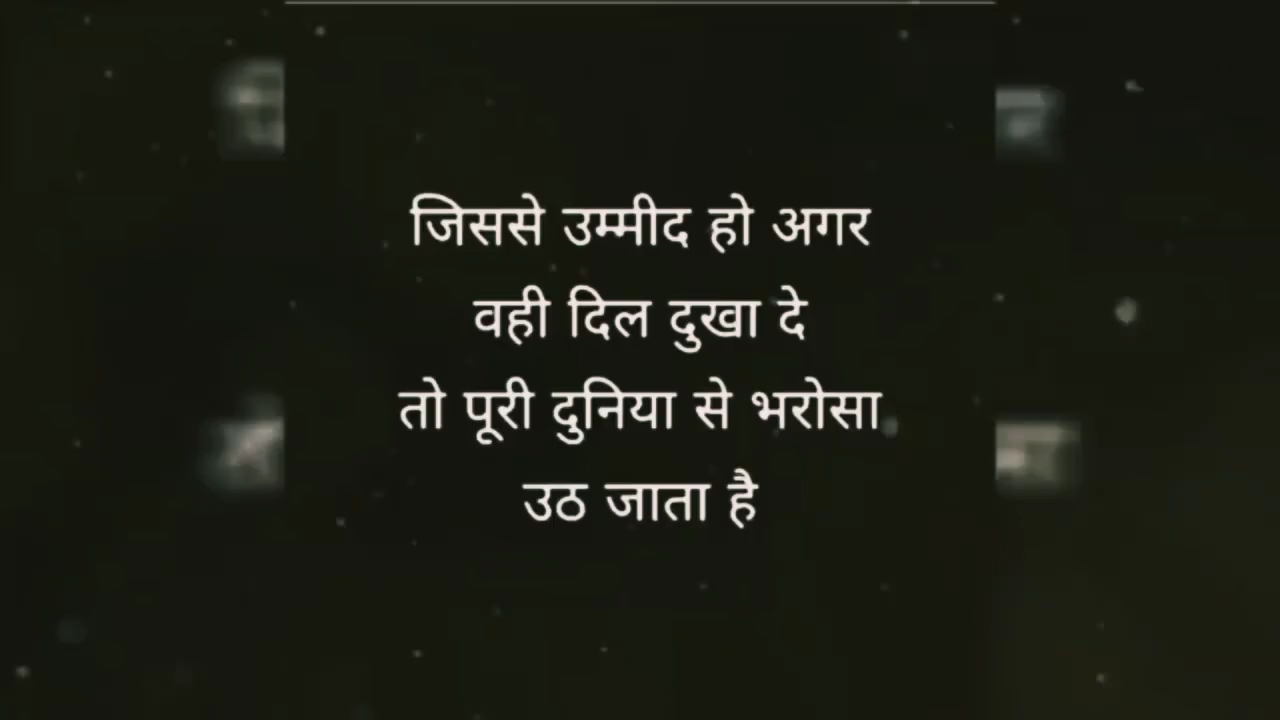 जिससे उम्मीद हो अगर
वही दिल दुखा दे
तो पूरी दुनिया से भरोसा
उठ जाता है